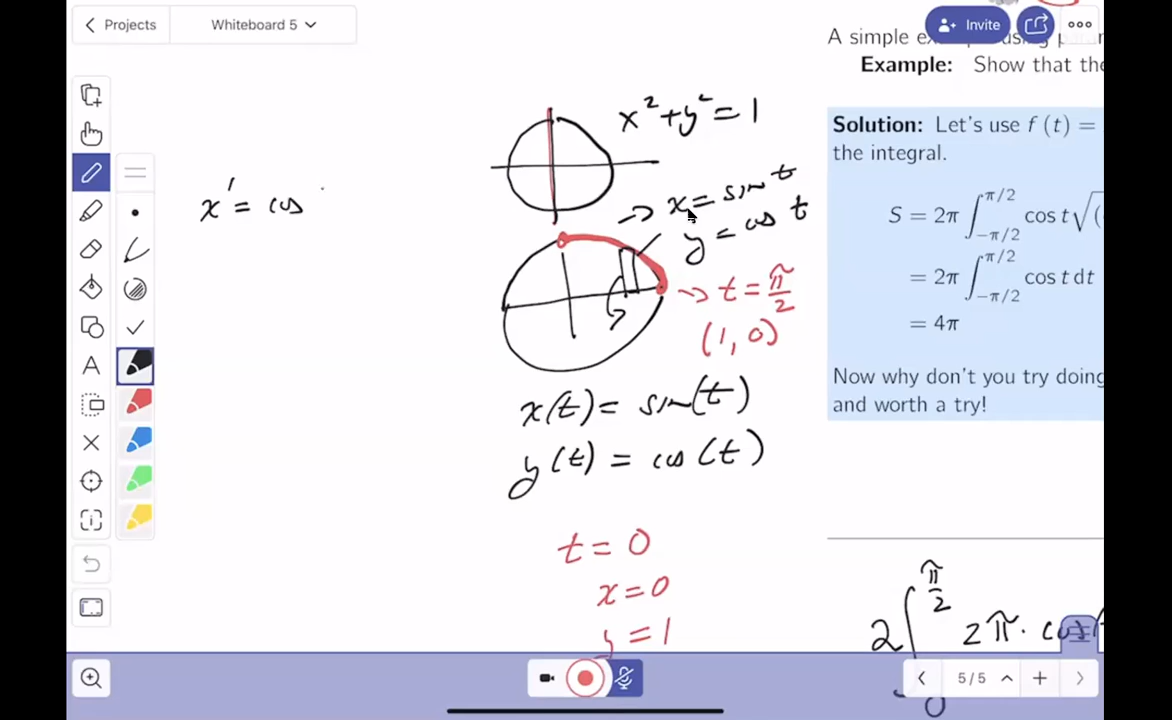 Projects
Whiteboard 5
Invite
A simple
Example: Show that the
x² + y² = 1
Solution: Let's use f (t) =
the integral.
x' = cos
x = sin t
y = cos t
S = 2π ∫_{−π/2}^{π/2} cos t √(
= 2π ∫_{−π/2}^{π/2} cos t dt
= 4π
→ t = π/2
(1, 0)
Now why don't you try doing
and worth a try!
x(t) = sin(t)
y(t) = cos(t)
t = 0
x = 0
y = 1
2 ∫_0^{π/2} 2π · cos
5/5